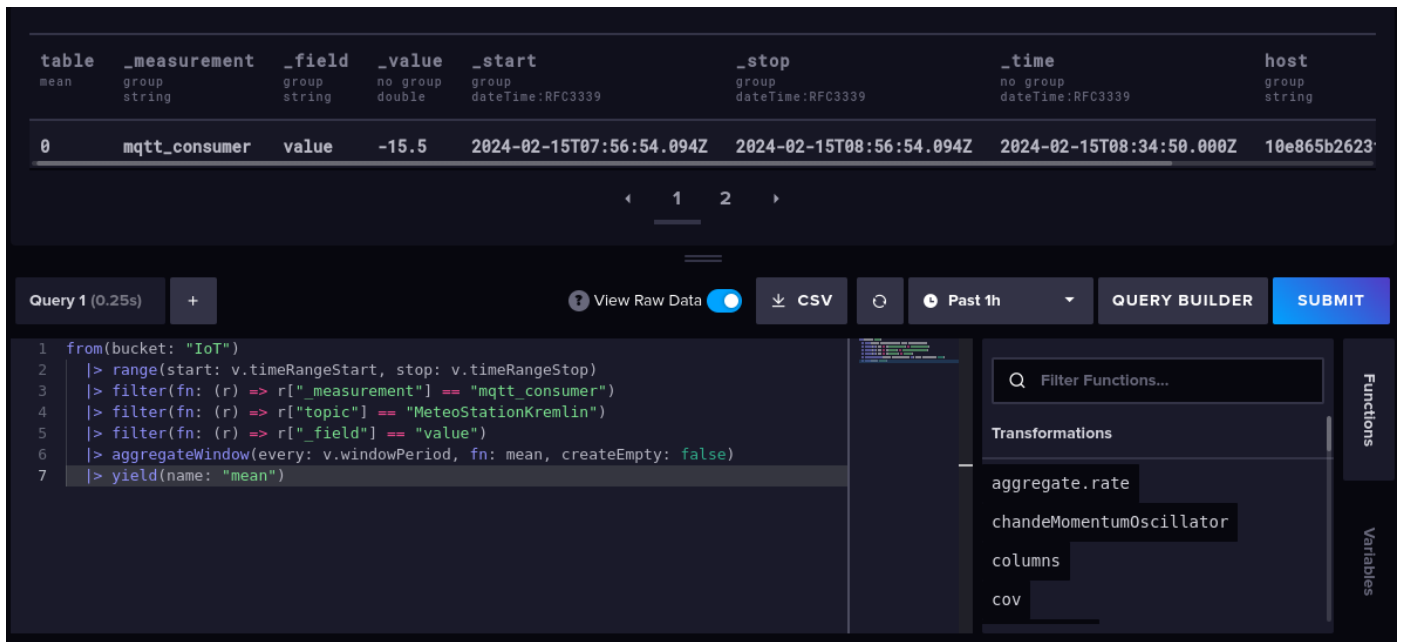 table _measurement _field _value _start _stop _time host
mean group group no group group group no group group
string string double dateTime:RFC3339 dateTime:RFC3339 dateTime:RFC3339 string
0 mqtt_consumer value -15.5 2024-02-15T07:56:54.094Z 2024-02-15T08:56:54.094Z 2024-02-15T08:34:50.000Z 10e865b2623
1 2
Query 1 (0.25s) + ? View Raw Data CSV Past 1h QUERY BUILDER SUBMIT
1 from(bucket: "IoT")
2 |> range(start: v.timeRangeStart, stop: v.timeRangeStop)
3 |> filter(fn: (r) => r["_measurement"] == "mqtt_consumer")
4 |> filter(fn: (r) => r["topic"] == "MeteoStationKremlin")
5 |> filter(fn: (r) => r["_field"] == "value")
6 |> aggregateWindow(every: v.windowPeriod, fn: mean, createEmpty: false)
7 |> yield(name: "mean")
Filter Functions...
Transformations
aggregate.rate
chandeMomentumOscillator
columns
cov
Functions
Variables